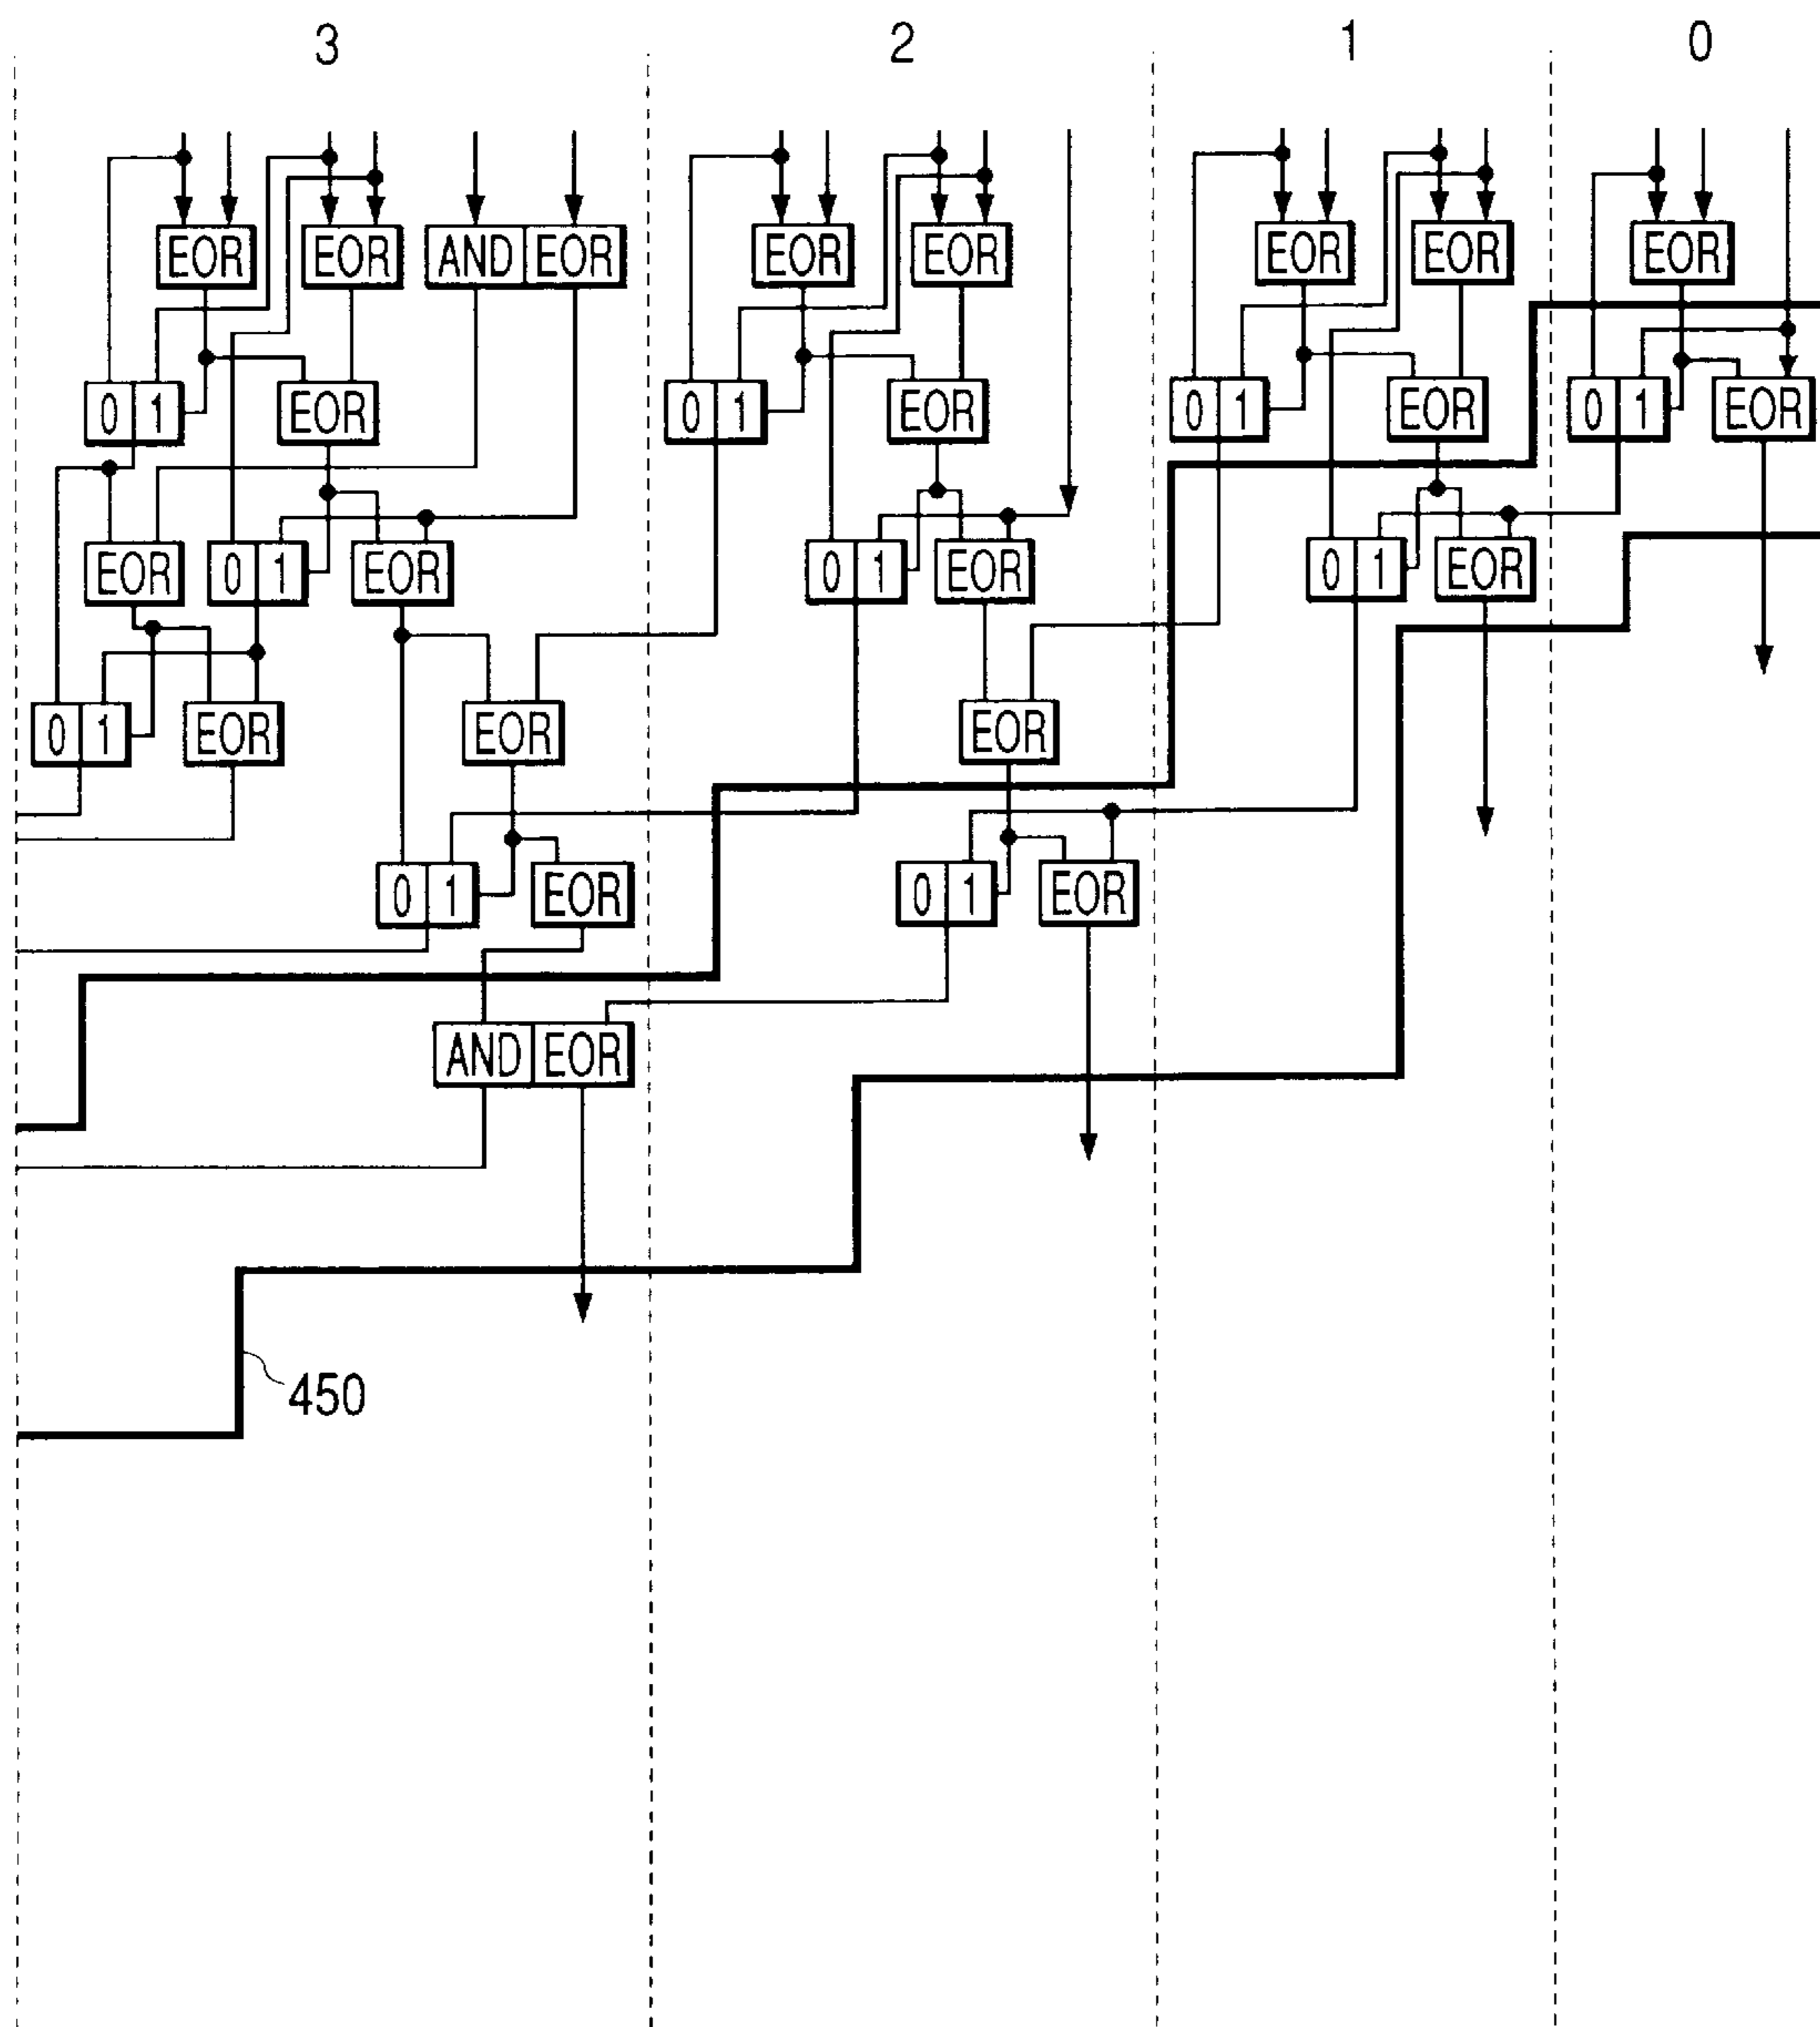 3 2 1 0
EOR EOR AND EOR EOR EOR EOR EOR EOR
0 1 EOR 0 1 EOR 0 1 EOR 0 1 EOR
EOR 0 1 EOR 0 1 EOR 0 1 EOR
0 1 EOR EOR EOR
0 1 EOR 0 1 EOR
AND EOR
450